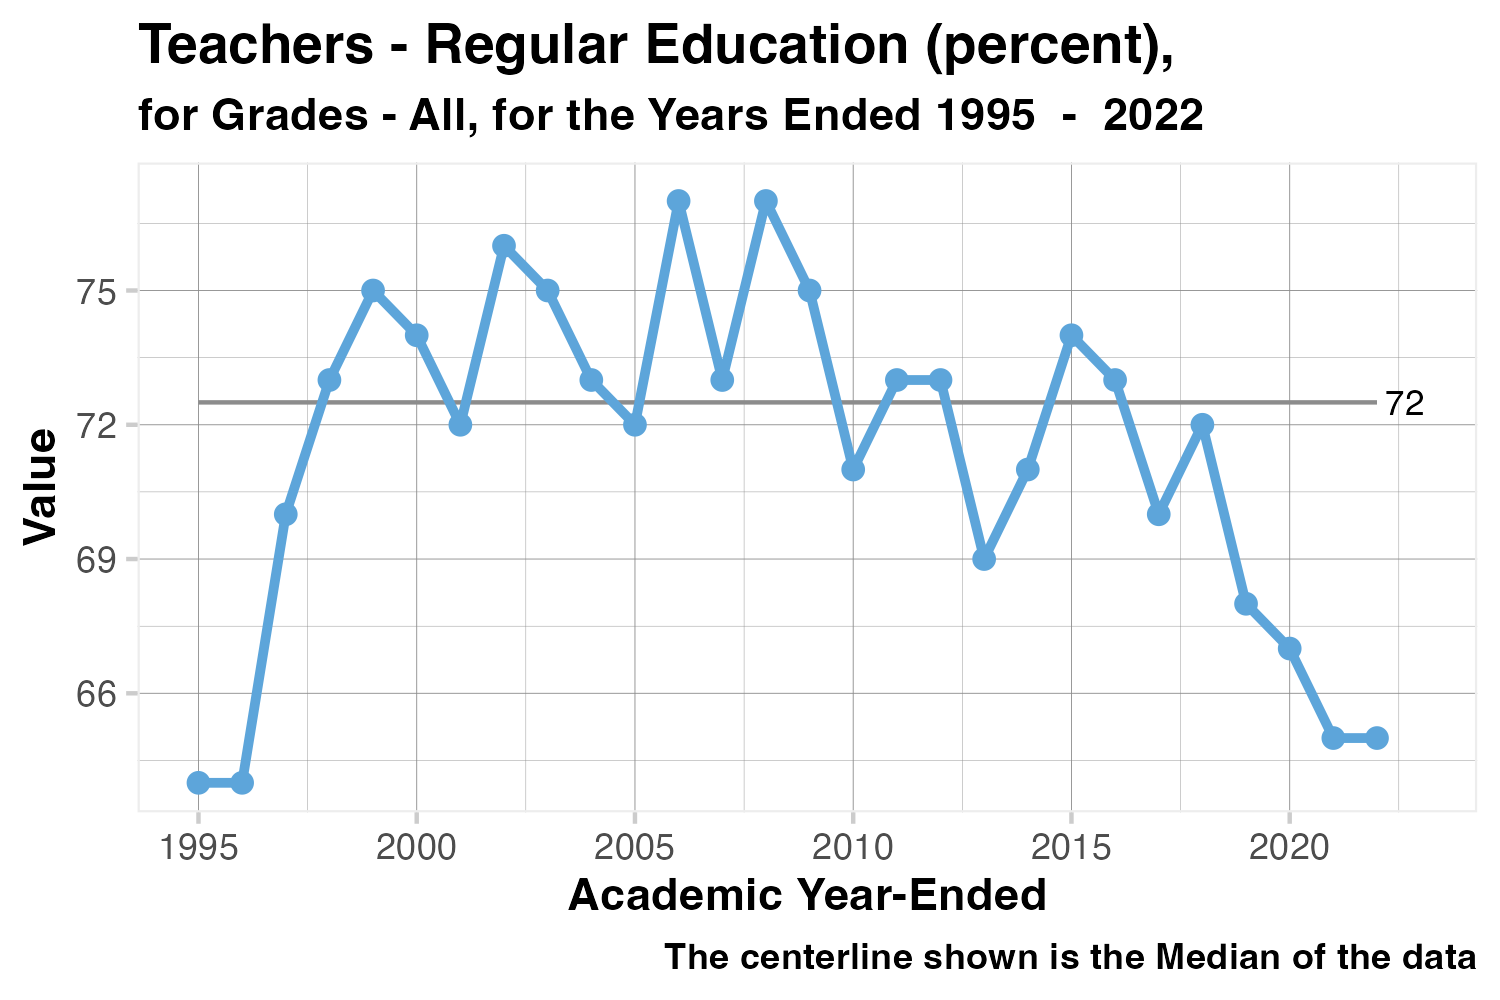 Teachers - Regular Education (percent),
for Grades - All, for the Years Ended 1995  -  2022
75
72
69
66
72
Value
1995 2000 2005 2010 2015 2020
Academic Year-Ended
The centerline shown is the Median of the data